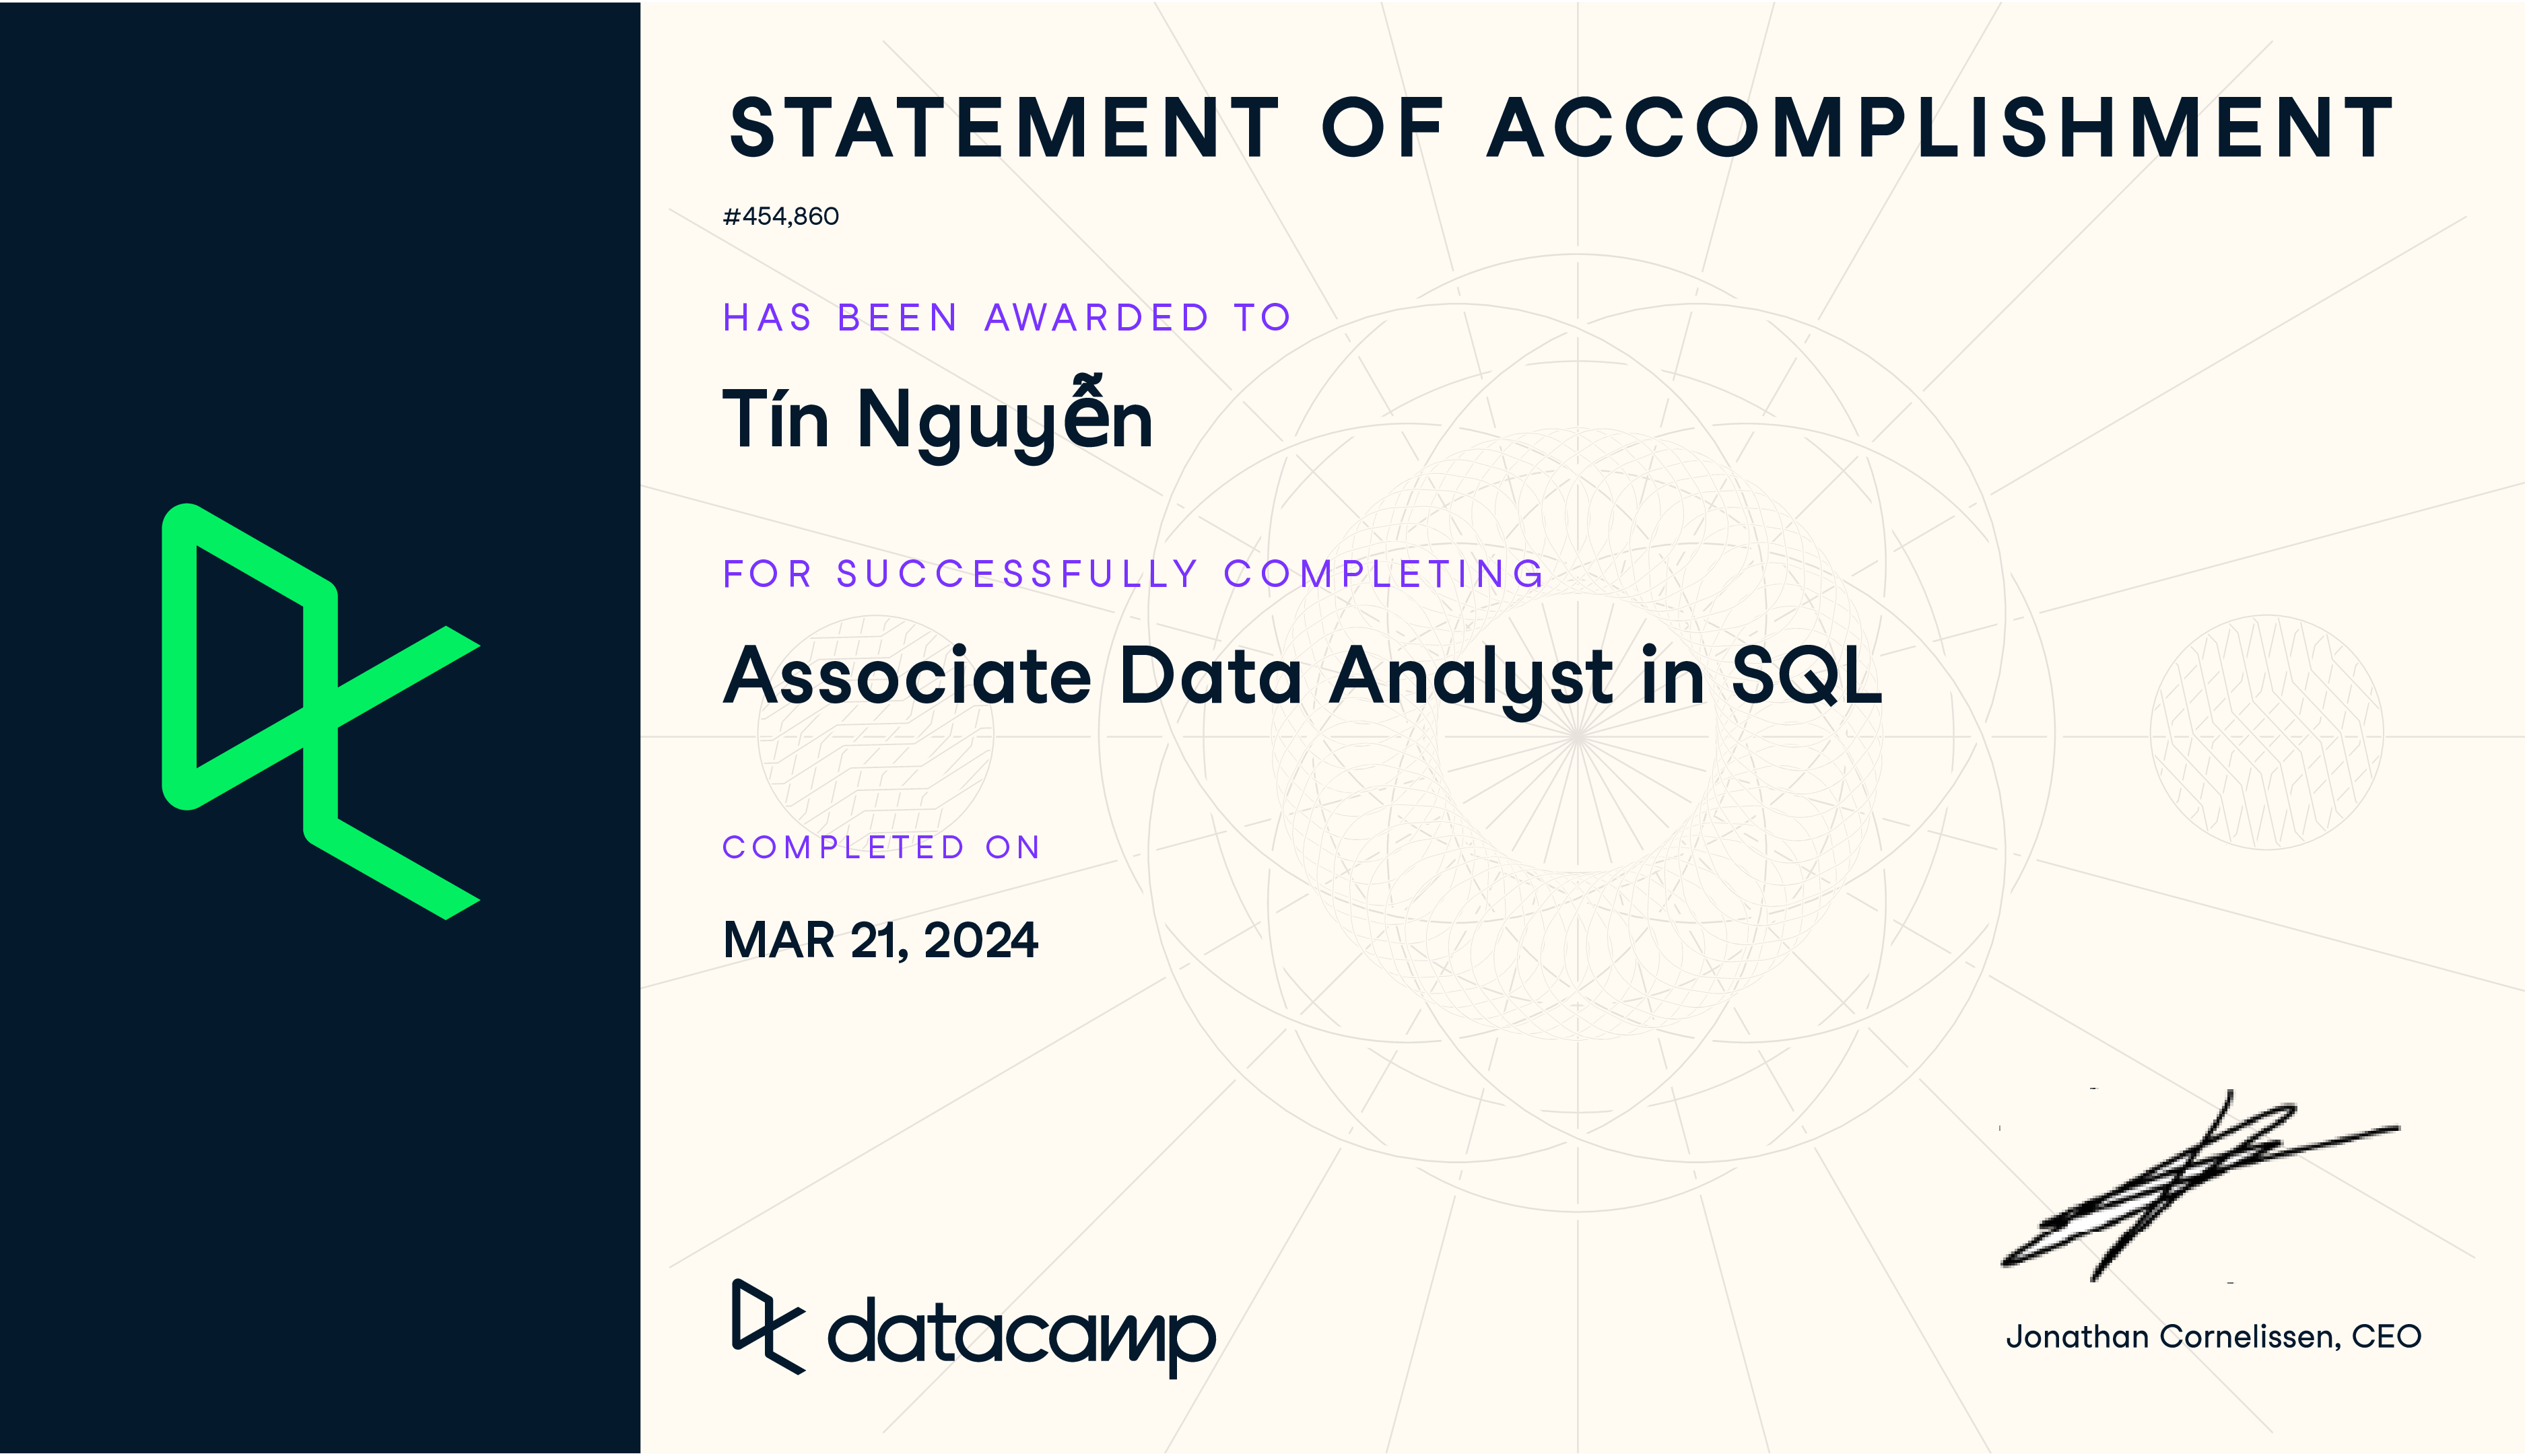 STATEMENT OF ACCOMPLISHMENT
#454,860
HAS BEEN AWARDED TO
Tín Nguyễn
FOR SUCCESSFULLY COMPLETING
Associate Data Analyst in SQL
COMPLETED ON
MAR 21, 2024
datacamp
Jonathan Cornelissen, CEO